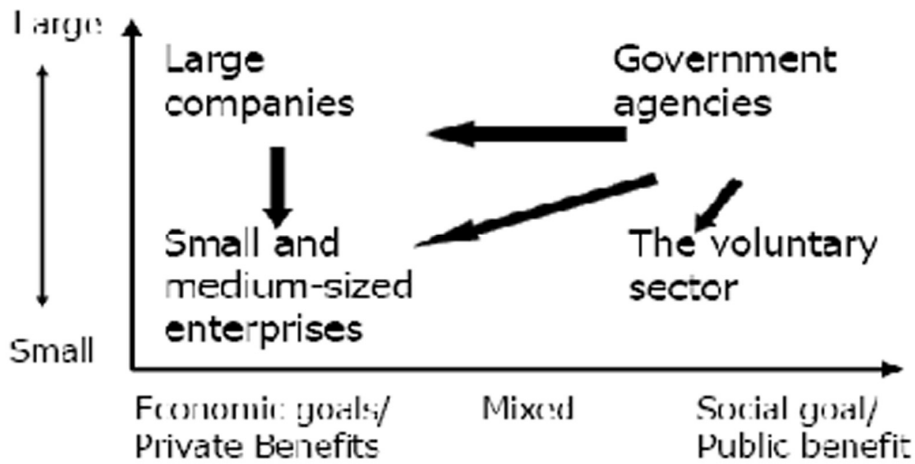 Large
Large
companies
Government
agencies
Small and
medium-sized
enterprises
The voluntary
sector
Small
Economic goals/
Private Benefits
Mixed
Social goal/
Public benefit